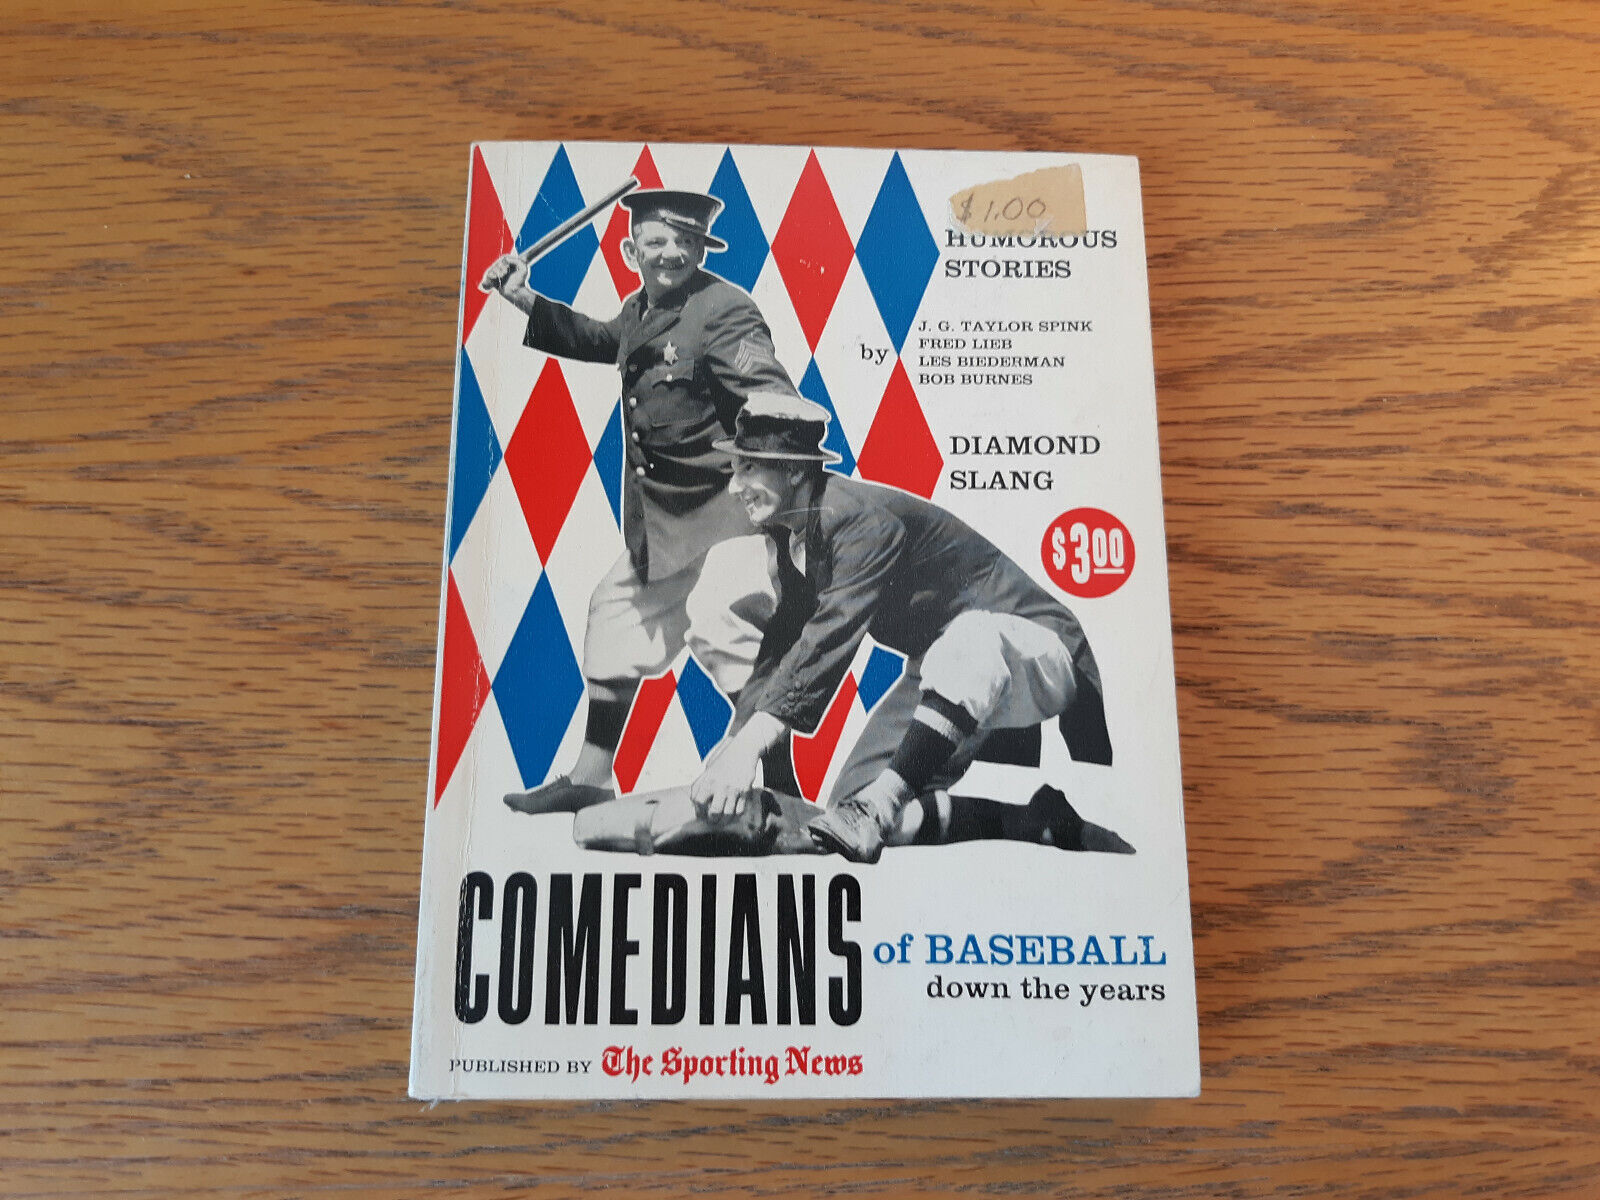 $1.00
HUMOROUS
STORIES
by
J. G. TAYLOR SPINK
FRED LIEB
LES BIEDERMAN
BOB BURNES
DIAMOND
SLANG
$3.00
COMEDIANS of BASEBALL
down the years
PUBLISHED BY The Sporting News